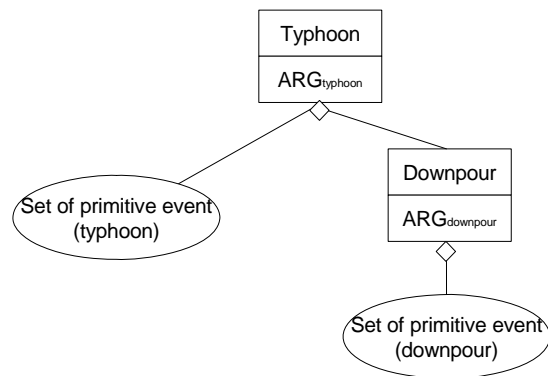 Typhoon
ARGtyphoon
Set of primitive event
(typhoon)
Downpour
ARGdownpour
Set of primitive event
(downpour)